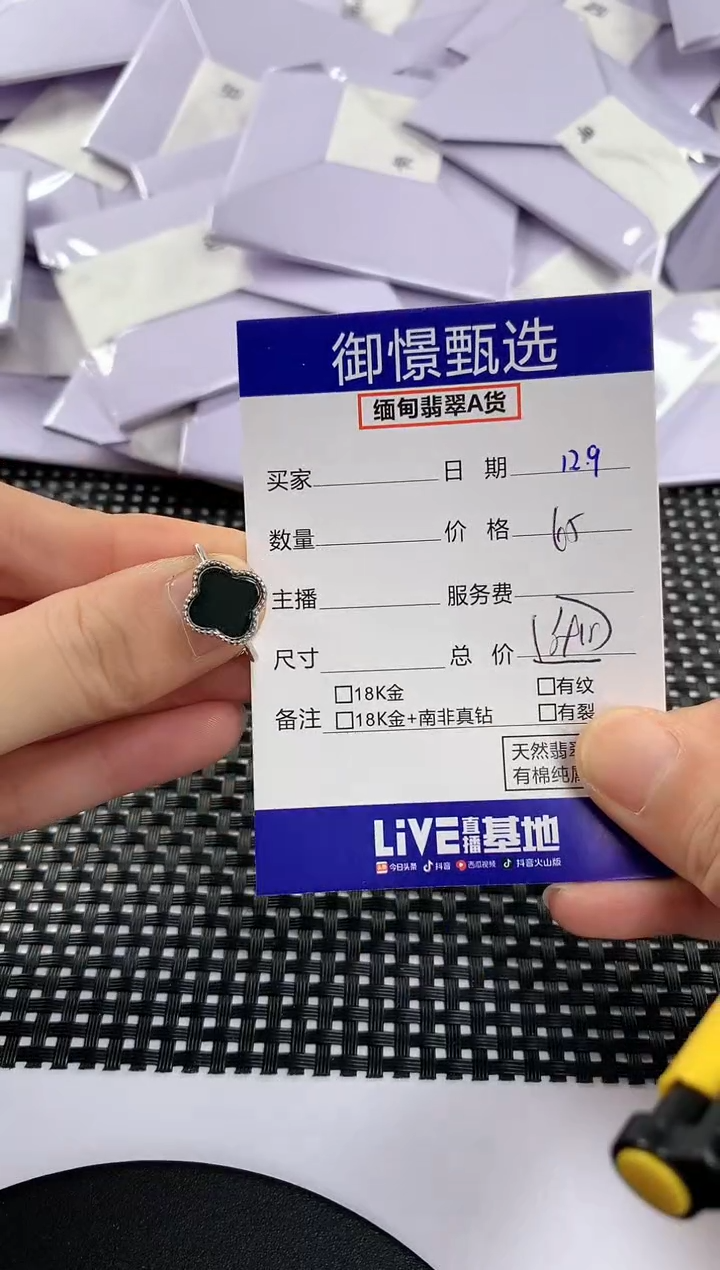 御憬甄选
缅甸翡翠A货
买家 日 期 12.9
数量 价 格 65
主播 服务费
尺寸 总 价
备注 □18K金 □有纹
□18K金+南非真钻 □有裂
天然翡
有棉纯
LiVE直播基地
今日头条 抖音 西瓜视频 抖音火山版